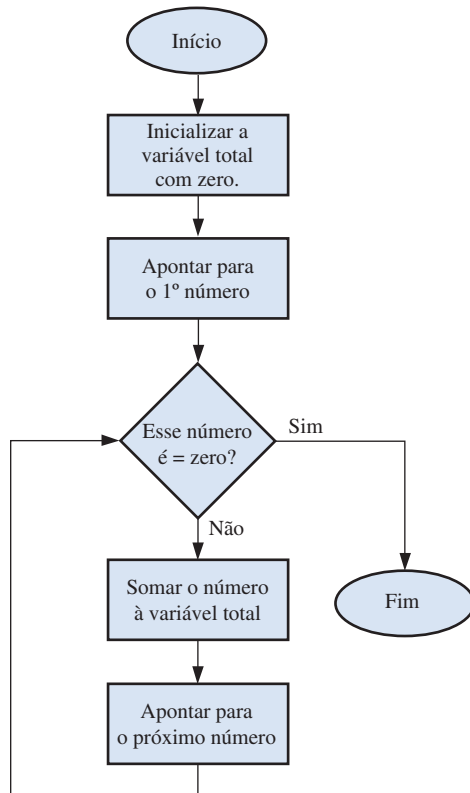 Início
Inicializar a
variável total
com zero.
Apontar para
o 1º número
Esse número
é = zero?
Sim
Não
Somar o número
à variável total
Fim
Apontar para
o próximo número